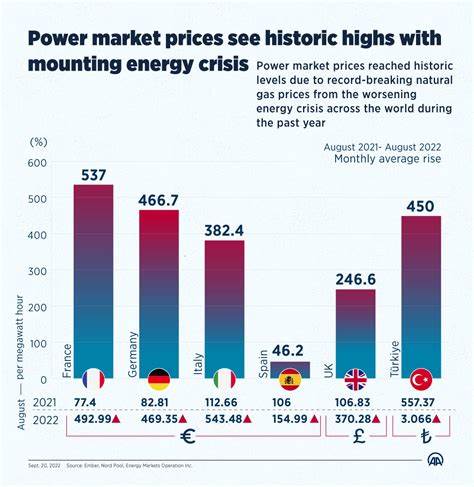 Power market prices see historic highs with
mounting energy crisis
Power market prices reached historic
levels due to record-breaking natural
gas prices from the worsening
energy crisis across the world during
the past year
August 2021- August 2022
Monthly average rise
(%)
600
500
400
300
200
100
0
537
466.7
382.4
46.2
246.6
450
France
Germany
Italy
Spain
UK
Türkiye
August — per megawatt hour
2021 77.4 82.81 112.66 106 106.83 557.37
2022 492.99 469.35 543.48 154.99 370.28 3.066
€ £ ₺
Sept. 20, 2022 Source: Ember, Nord Pool, Energy Markets Operation Inc.
AA